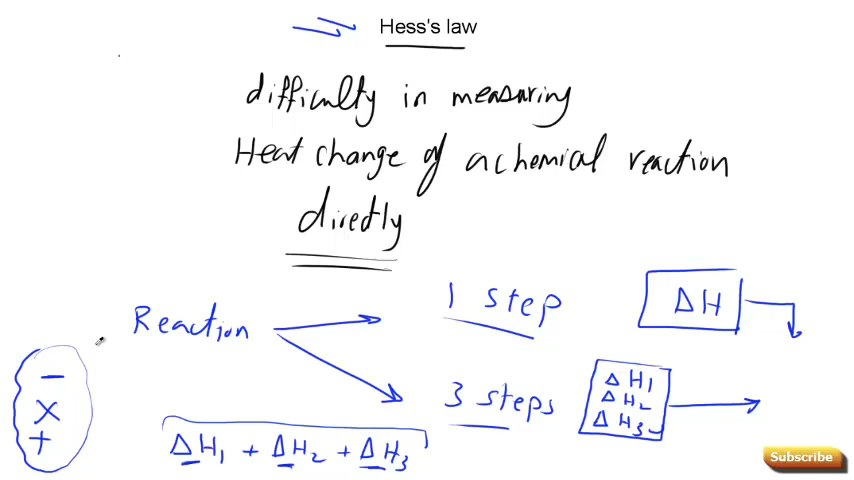 Hess's law
difficulty in measuring
Heat change of a chemical reaction
directly
1 step
ΔH
Reaction
3 steps
ΔH1
ΔH2
ΔH3
−
×
+
ΔH1 + ΔH2 + ΔH3
Subscribe